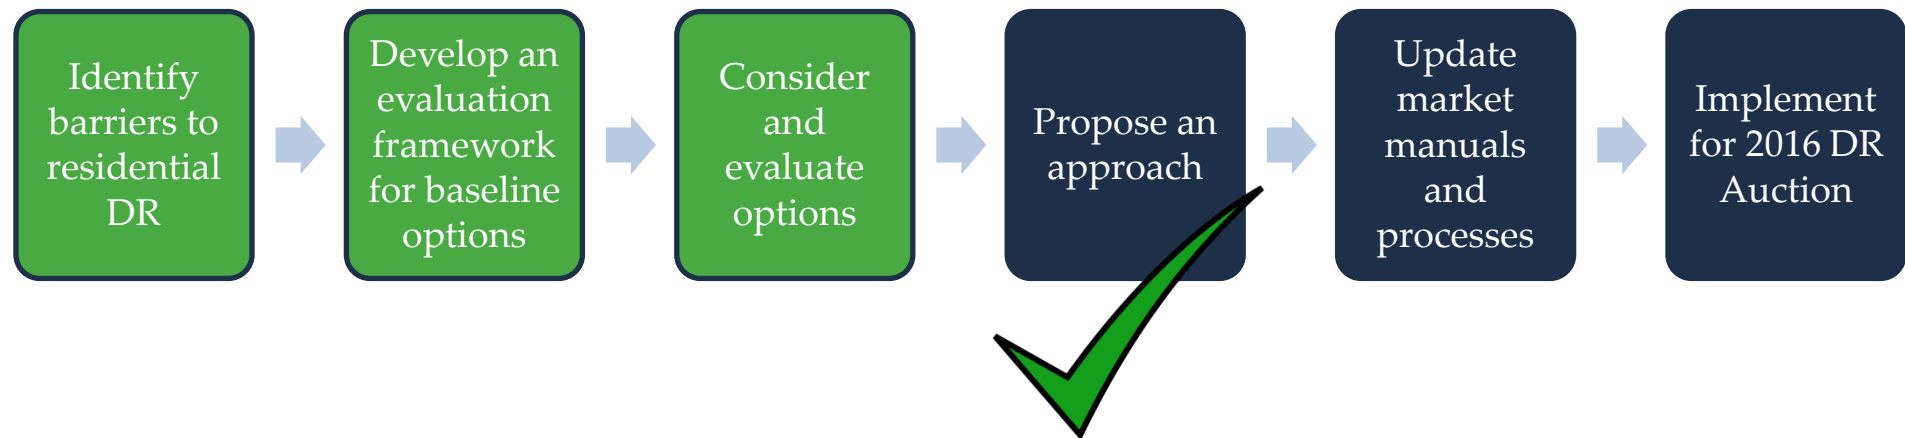 Identify
barriers to
residential
DR
Develop an
evaluation
framework
for baseline
options
Consider
and
evaluate
options
Propose an
approach
Update
market
manuals
and
processes
Implement
for 2016 DR
Auction